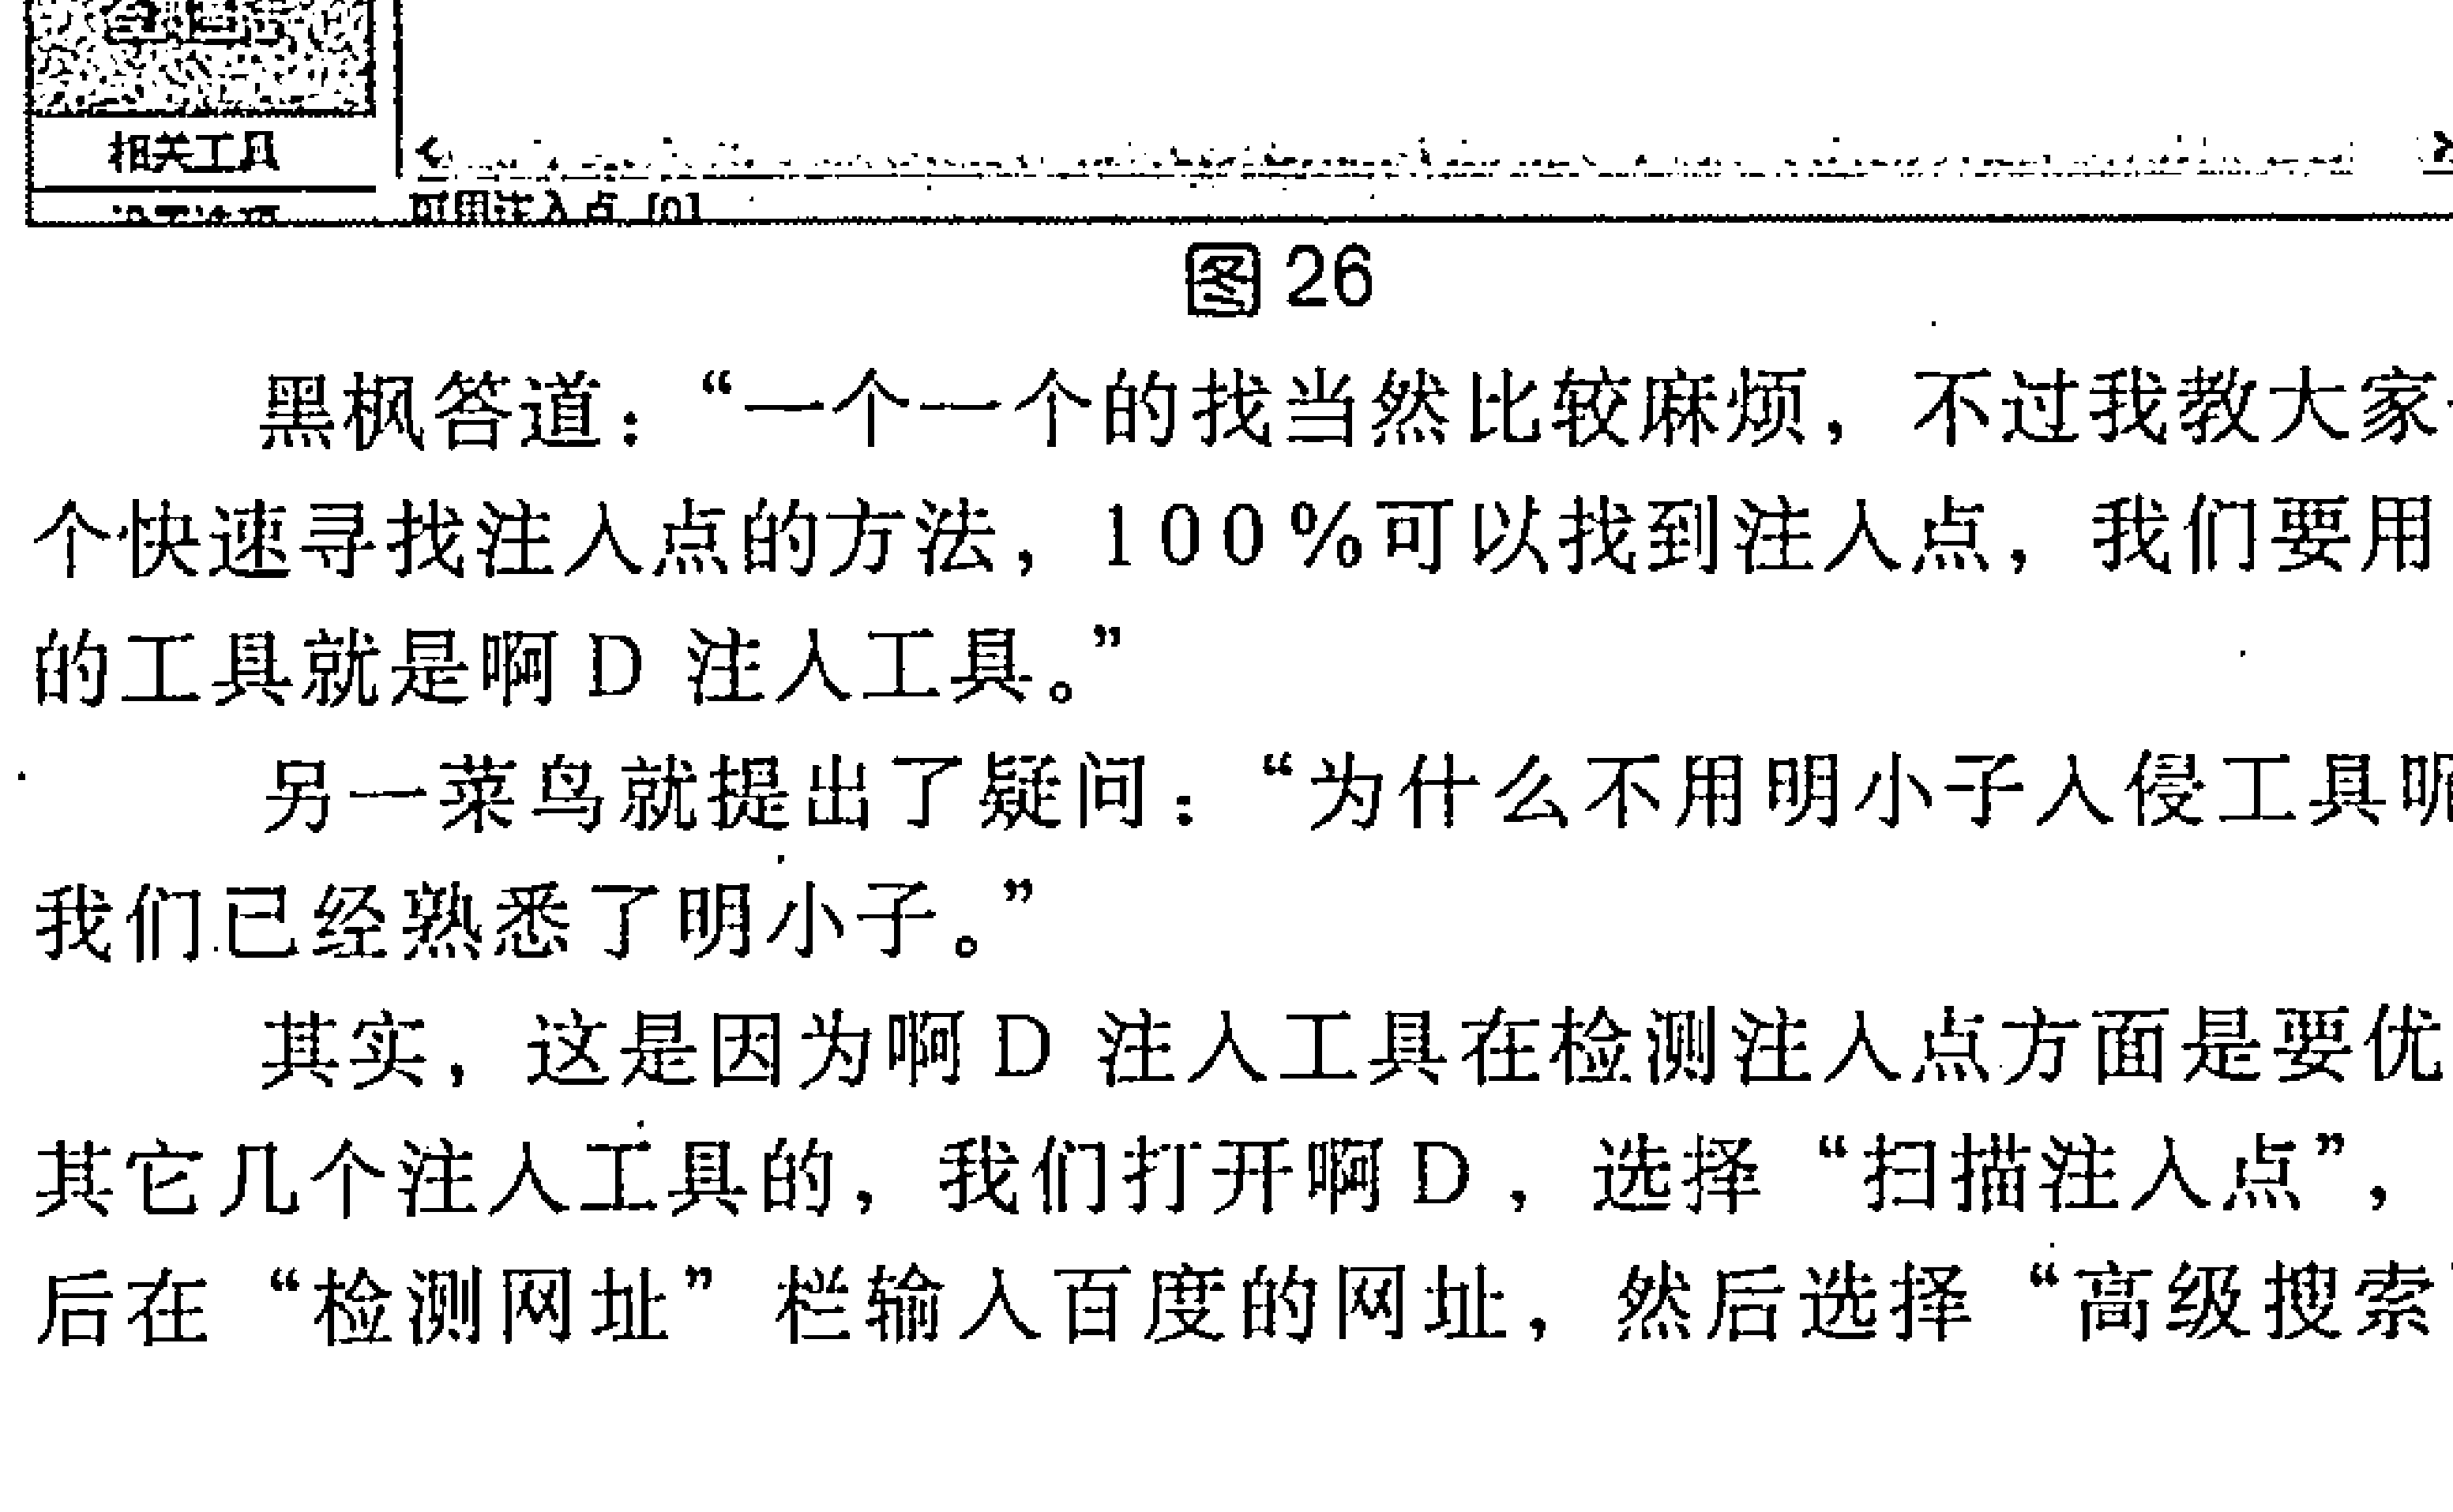 相关工具
可用注入点 [0]
图 26
黑枫答道：“一个一个的找当然比较麻烦，不过我教大家
个快速寻找注入点的方法，100%可以找到注入点，我们要用
的工具就是啊D 注入工具。”
另一菜鸟就提出了疑问：“为什么不用明小子入侵工具呢
我们已经熟悉了明小子。”
其实，这是因为啊D 注入工具在检测注入点方面是要优
其它几个注入工具的，我们打开啊D，选择“扫描注入点”，
后在“检测网址”栏输入百度的网址，然后选择“高级搜索